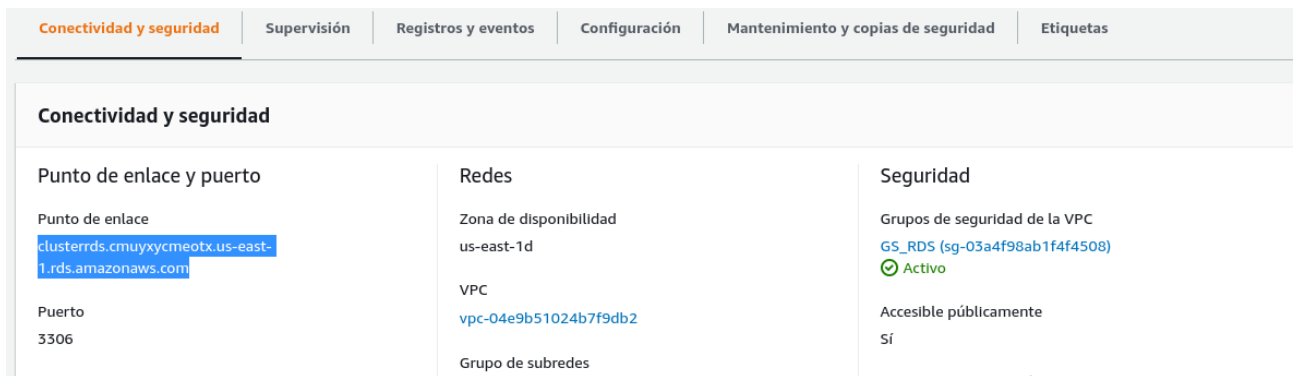 Conectividad y seguridad
Supervisión
Registros y eventos
Configuración
Mantenimiento y copias de seguridad
Etiquetas
Conectividad y seguridad
Punto de enlace y puerto
Punto de enlace
clusterrds.cmuyxycmeotx.us-east-
1.rds.amazonaws.com
Puerto
3306
Redes
Zona de disponibilidad
us-east-1d
VPC
vpc-04e9b51024b7f9db2
Grupo de subredes
Seguridad
Grupos de seguridad de la VPC
GS_RDS (sg-03a4f98ab1f4f4508)
Activo
Accesible públicamente
Sí